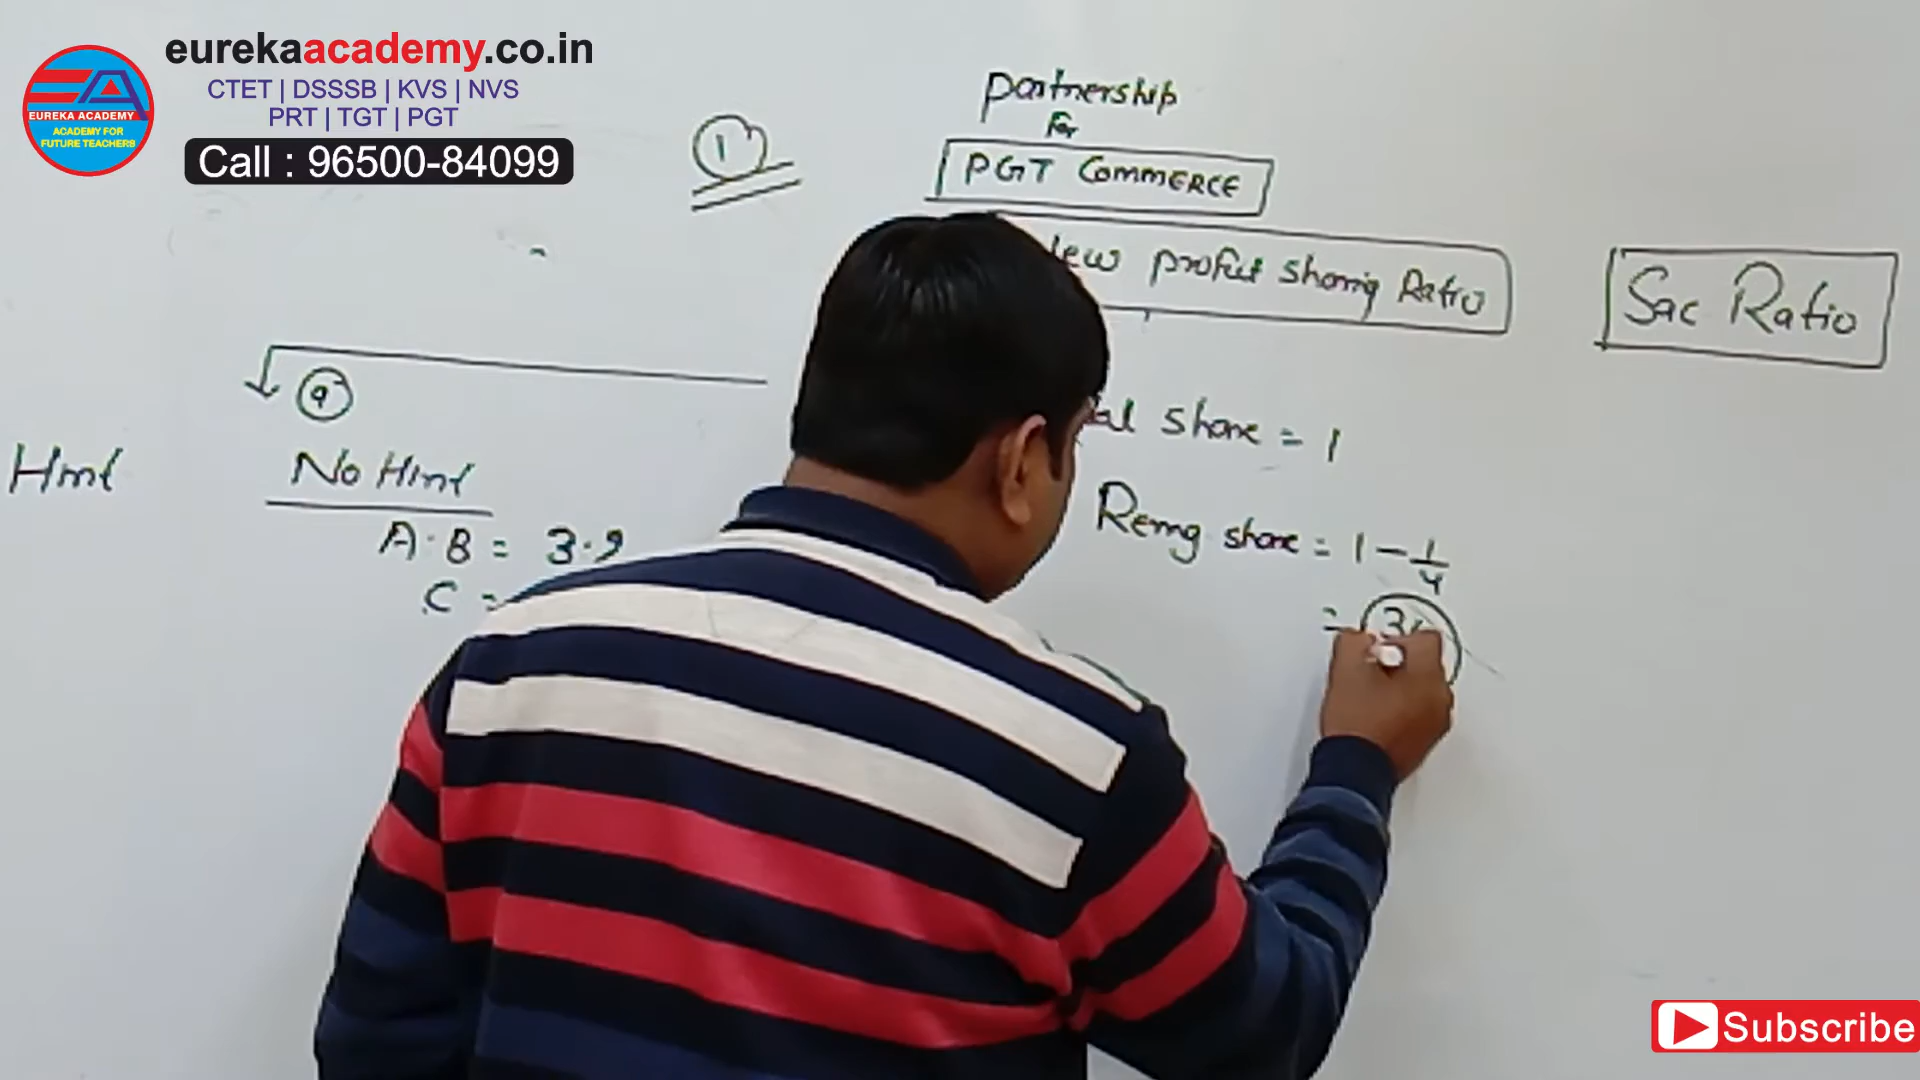 eurekaacademy.co.in
CTET | DSSSB | KVS | NVS
PRT | TGT | PGT
Call : 96500-84099
EUREKA ACADEMY
ACADEMY FOR
FUTURE TEACHERS
1
Partnership
For
PGT COMMERCE
profit sharing Ratio
Sac Ratio
a
Hint
No Hint
A:B = 3:2
C =
share = 1
Remg share = 1 - 1/4
= 3
Subscribe